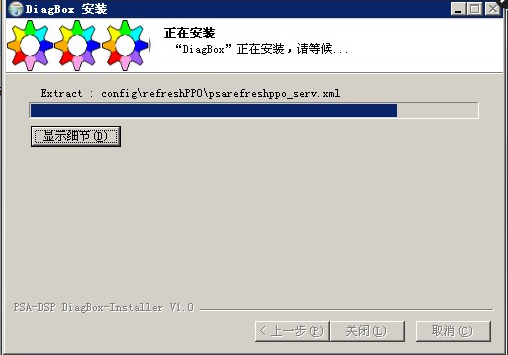 DiagBox 安装
正在安装
“DiagBox”正在安装，请等候...
Extract : config\refreshPPO\psarefreshppo_serv.xml
显示细节(D)
PSA-DSP DiagBox-Installer V1.0
< 上一步(P) 关闭(L) 取消(C)